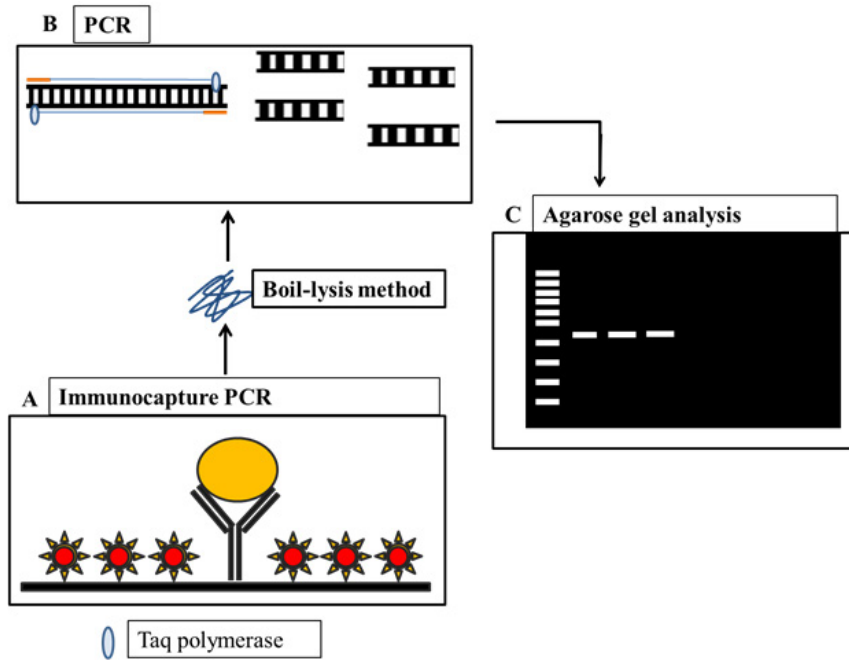 B PCR
C Agarose gel analysis
Boil-lysis method
A Immunocapture PCR
Taq polymerase